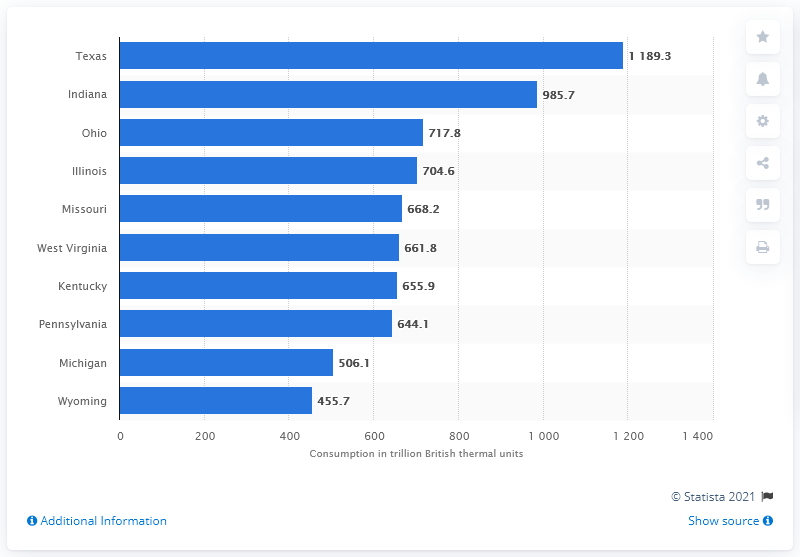 Texas 1 189.3
Indiana 985.7
Ohio 717.8
Illinois 704.6
Missouri 668.2
West Virginia 661.8
Kentucky 655.9
Pennsylvania 644.1
Michigan 506.1
Wyoming 455.7
0 200 400 600 800 1 000 1 200 1 400
Consumption in trillion British thermal units
© Statista 2021
Additional Information Show source